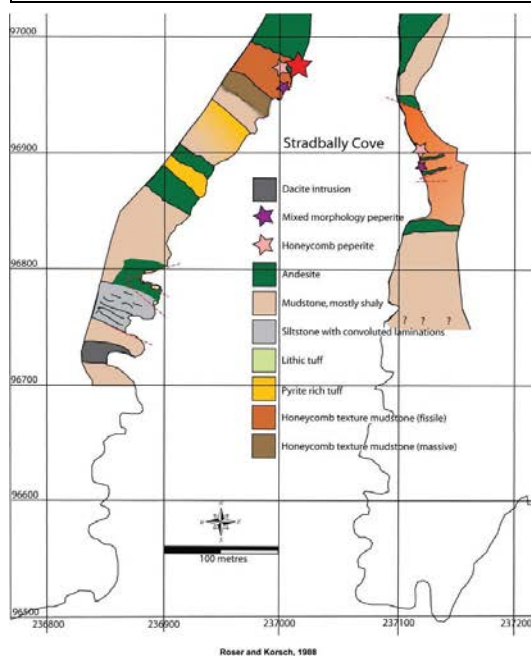 97000
96900
96800
96700
96600
96500
Stradbally Cove
Dacite intrusion
Mixed morphology peperite
Honeycomb peperite
Andesite
Mudstone, mostly shaly
Siltstone with convoluted laminations
Lithic tuff
Pyrite rich tuff
Honeycomb texture mudstone (fissile)
Honeycomb texture mudstone (massive)
? ? ?
100 metres
236800
236900
237000
237100
237200
Roser and Korsch, 1988